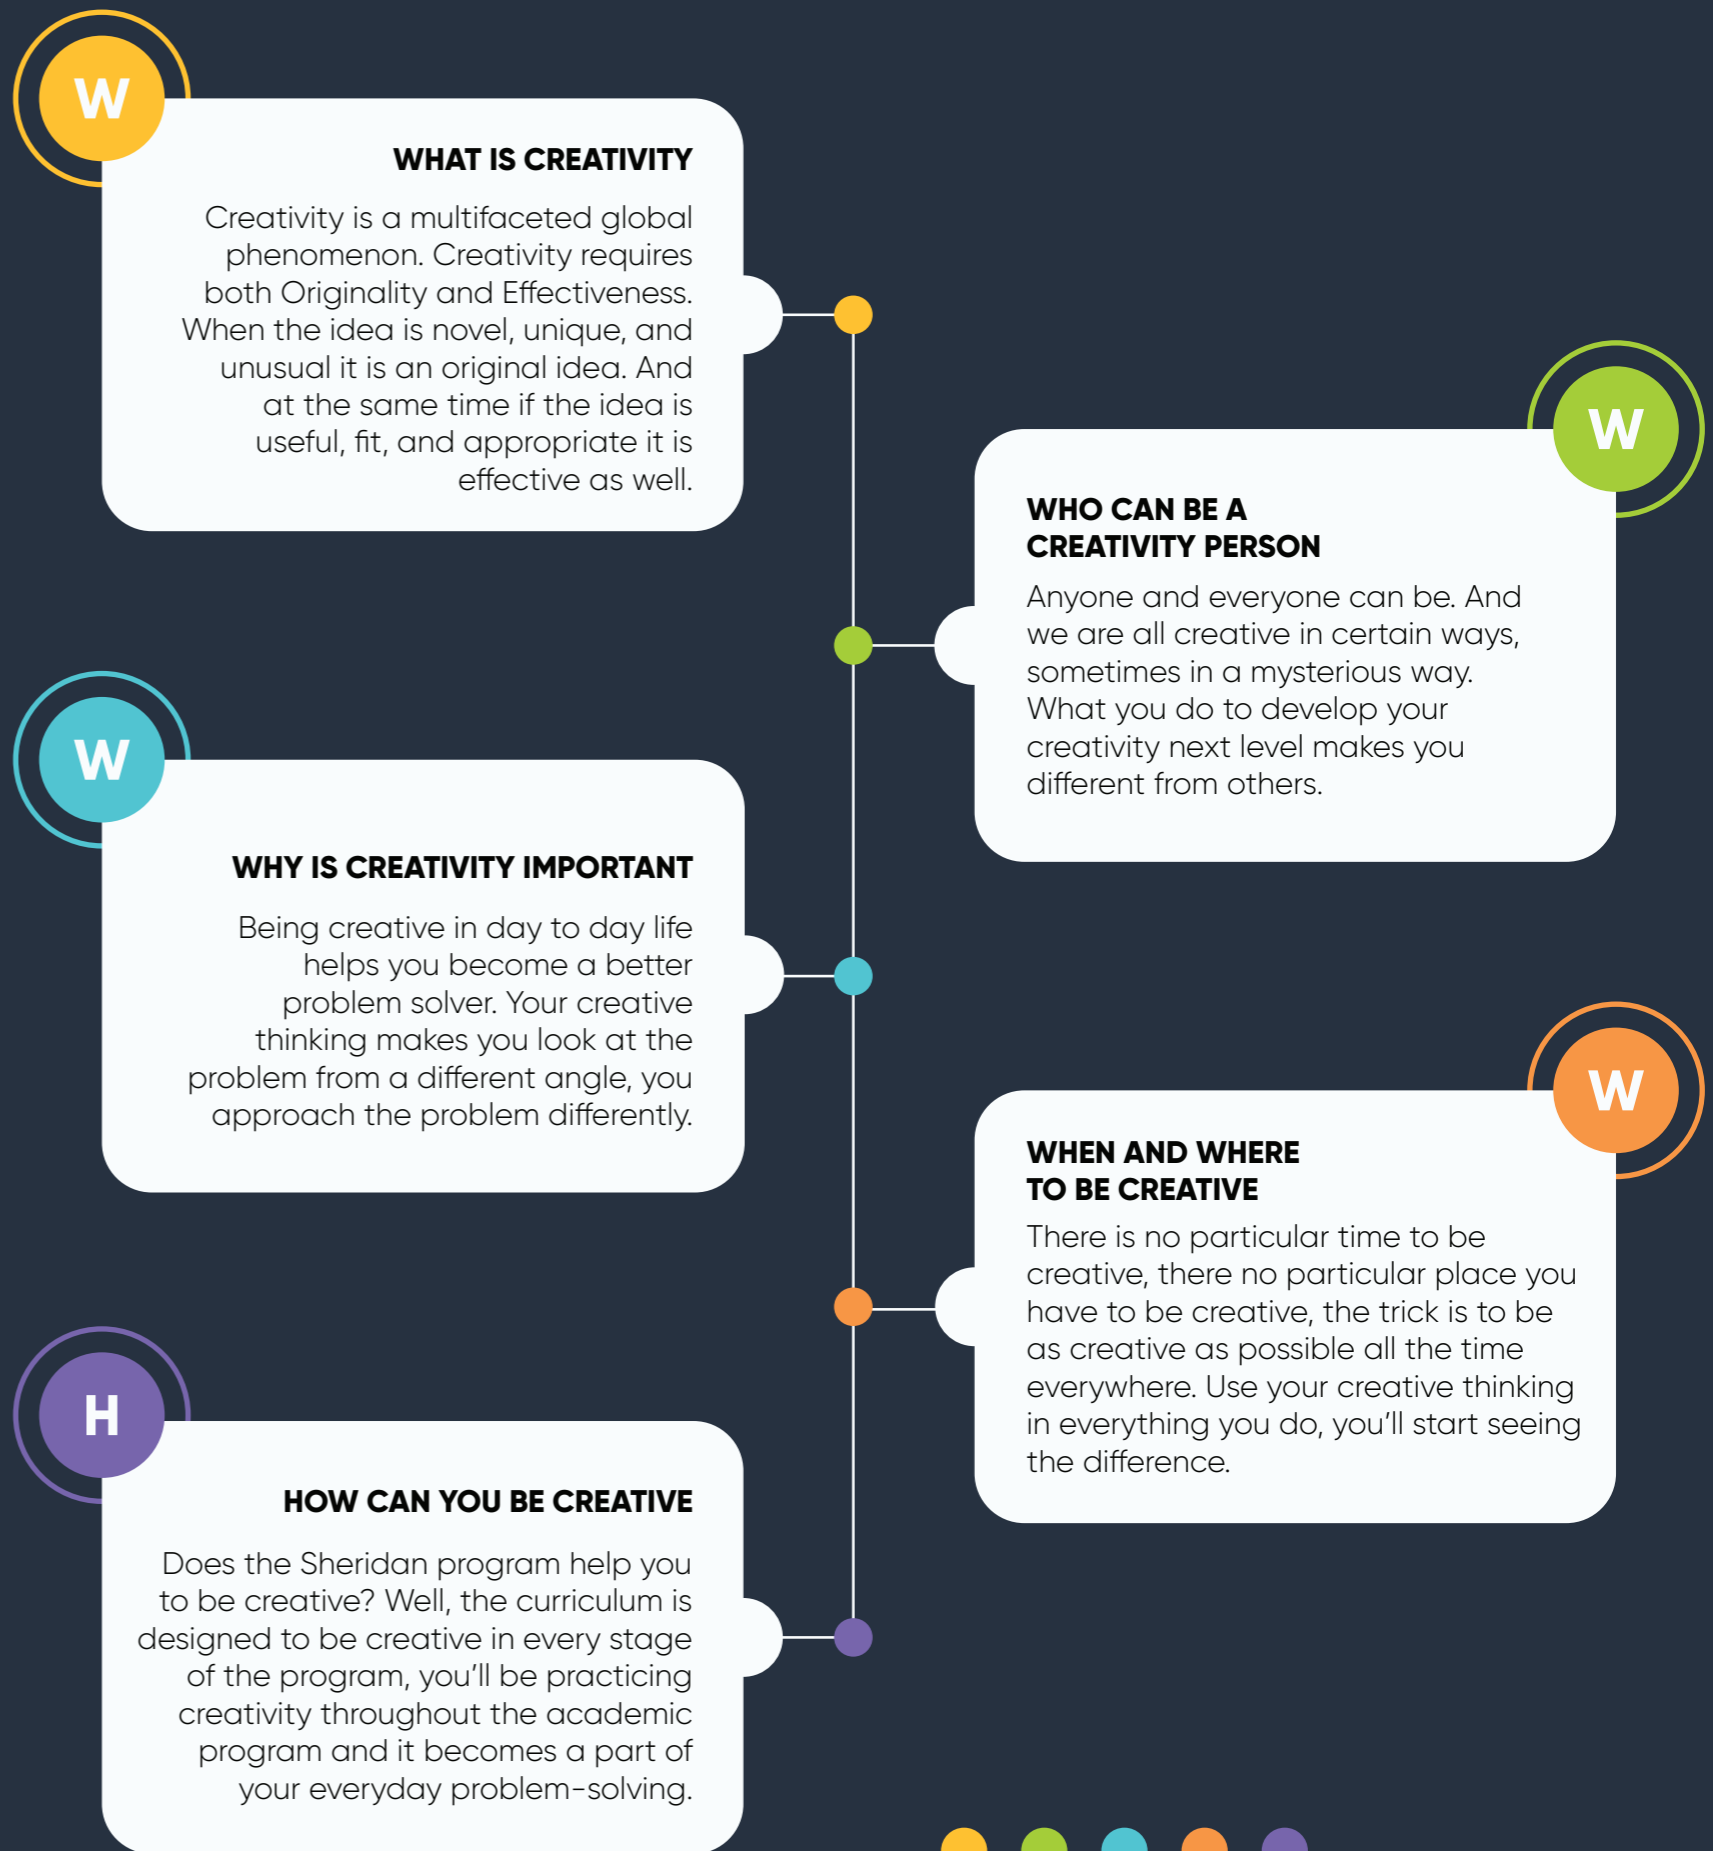 W
WHAT IS CREATIVITY
Creativity is a multifaceted global
phenomenon. Creativity requires
both Originality and Effectiveness.
When the idea is novel, unique, and
unusual it is an original idea. And
at the same time if the idea is
useful, fit, and appropriate it is
effective as well.
W
WHO CAN BE A
CREATIVITY PERSON
Anyone and everyone can be. And
we are all creative in certain ways,
sometimes in a mysterious way.
What you do to develop your
creativity next level makes you
different from others.
W
WHY IS CREATIVITY IMPORTANT
Being creative in day to day life
helps you become a better
problem solver. Your creative
thinking makes you look at the
problem from a different angle, you
approach the problem differently.
W
WHEN AND WHERE
TO BE CREATIVE
There is no particular time to be
creative, there no particular place you
have to be creative, the trick is to be
as creative as possible all the time
everywhere. Use your creative thinking
in everything you do, you'll start seeing
the difference.
H
HOW CAN YOU BE CREATIVE
Does the Sheridan program help you
to be creative? Well, the curriculum is
designed to be creative in every stage
of the program, you'll be practicing
creativity throughout the academic
program and it becomes a part of
your everyday problem-solving.